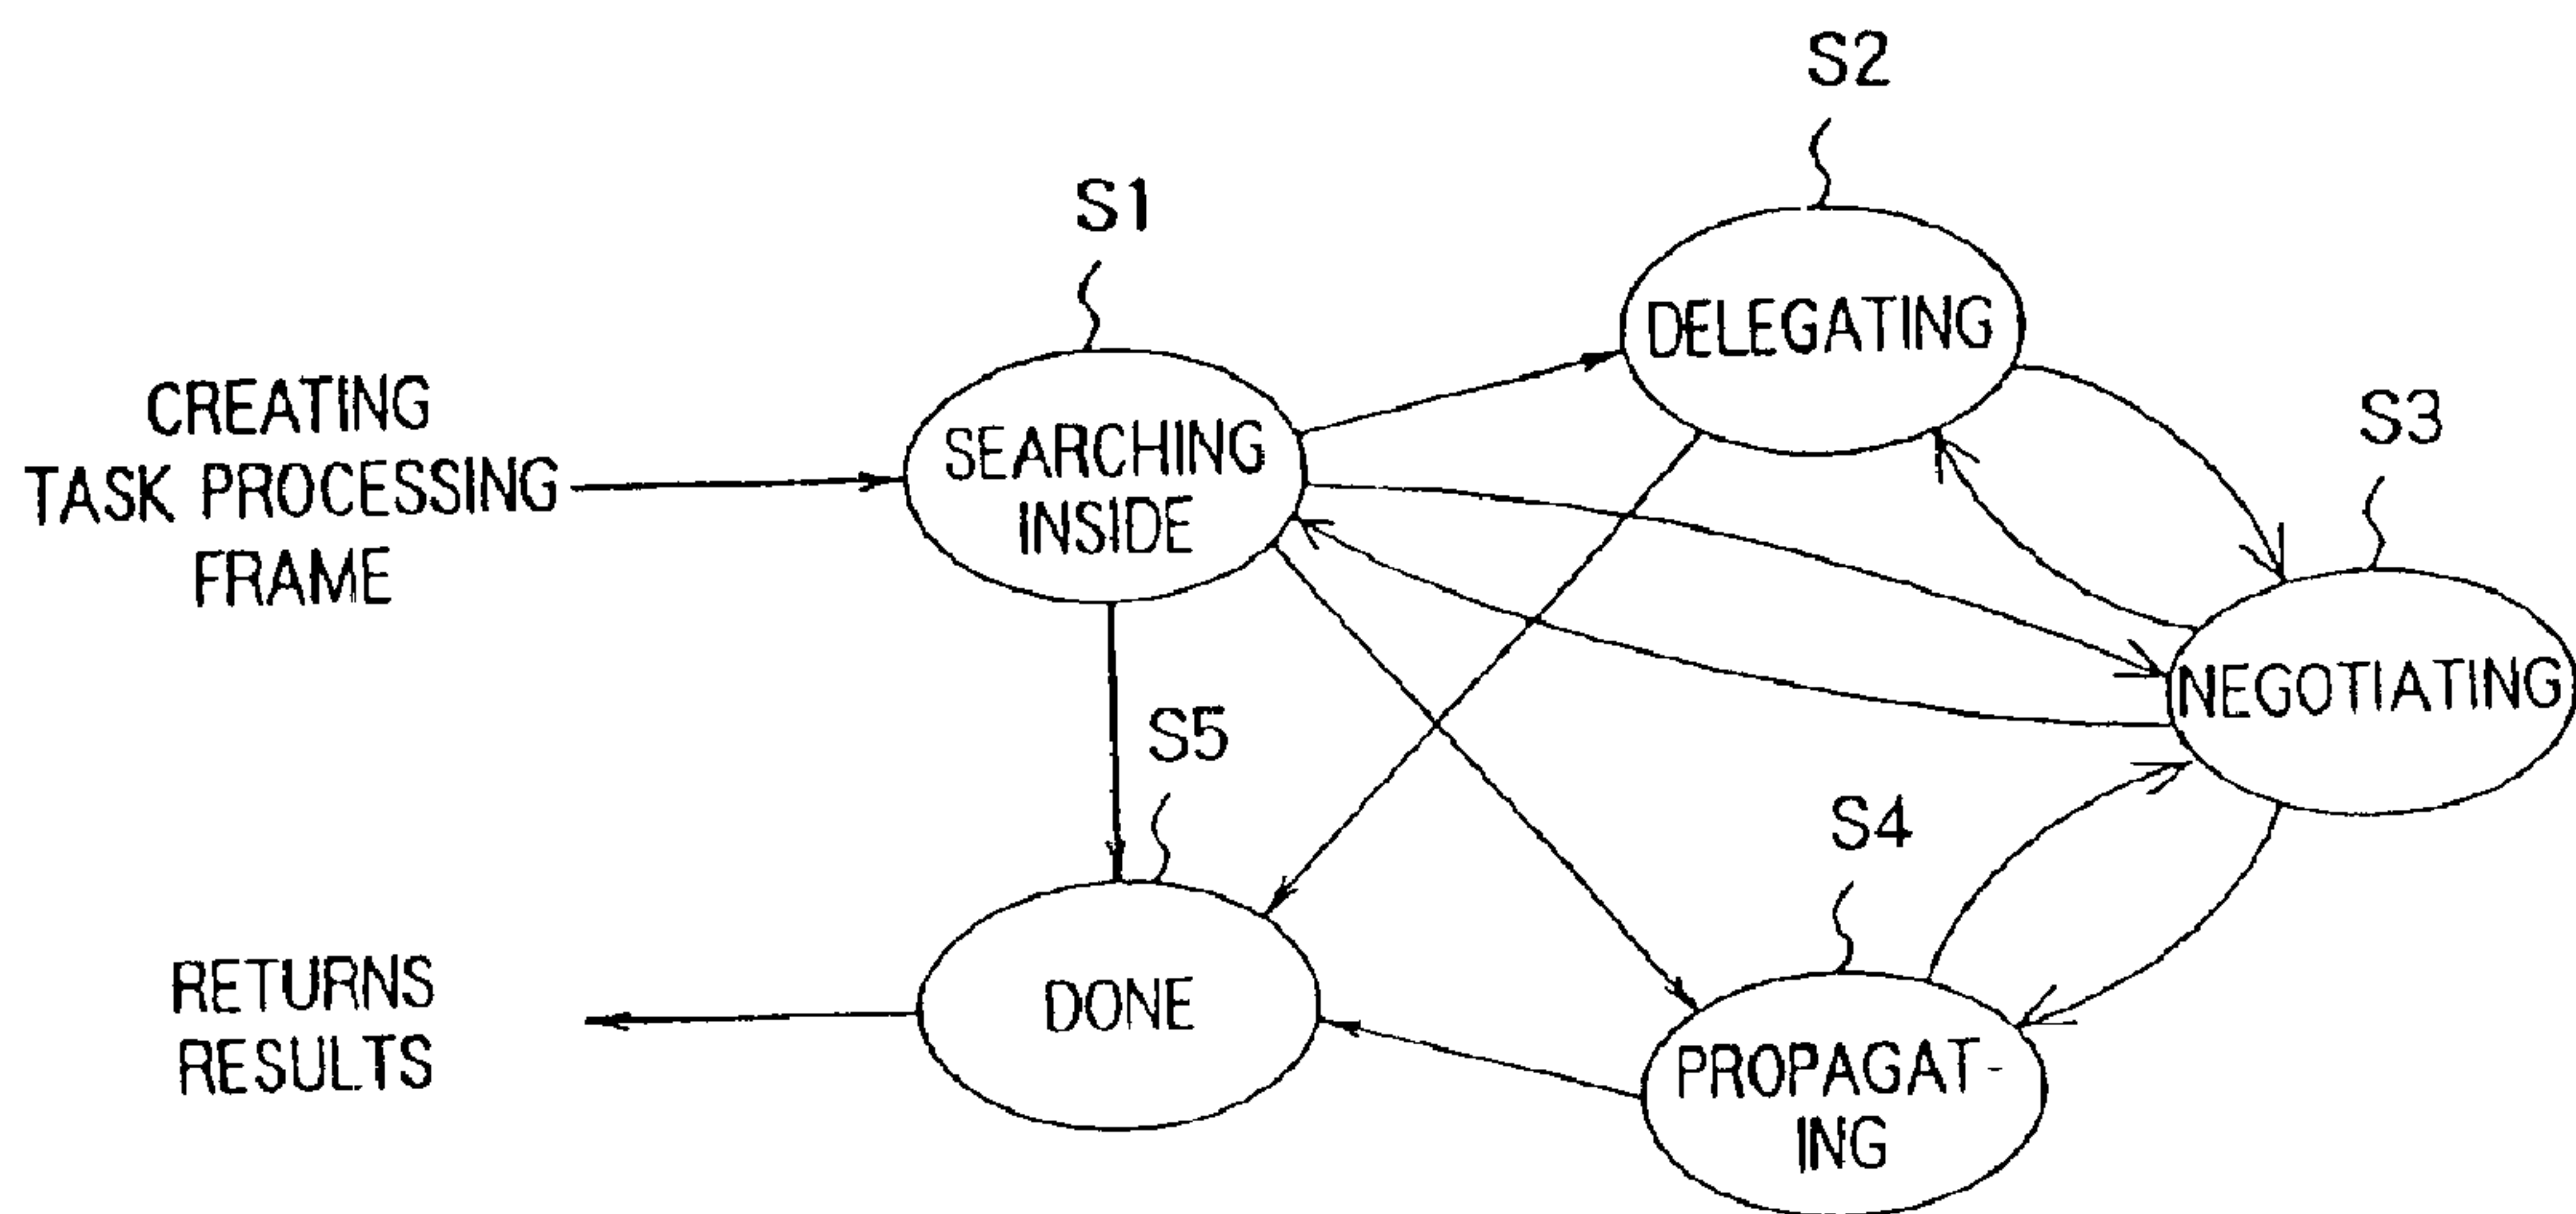 S2
S1
DELEGATING
CREATING
TASK PROCESSING
FRAME
SEARCHING
INSIDE
S3
NEGOTIATING
S5
S4
RETURNS
RESULTS
DONE
PROPAGAT-
ING